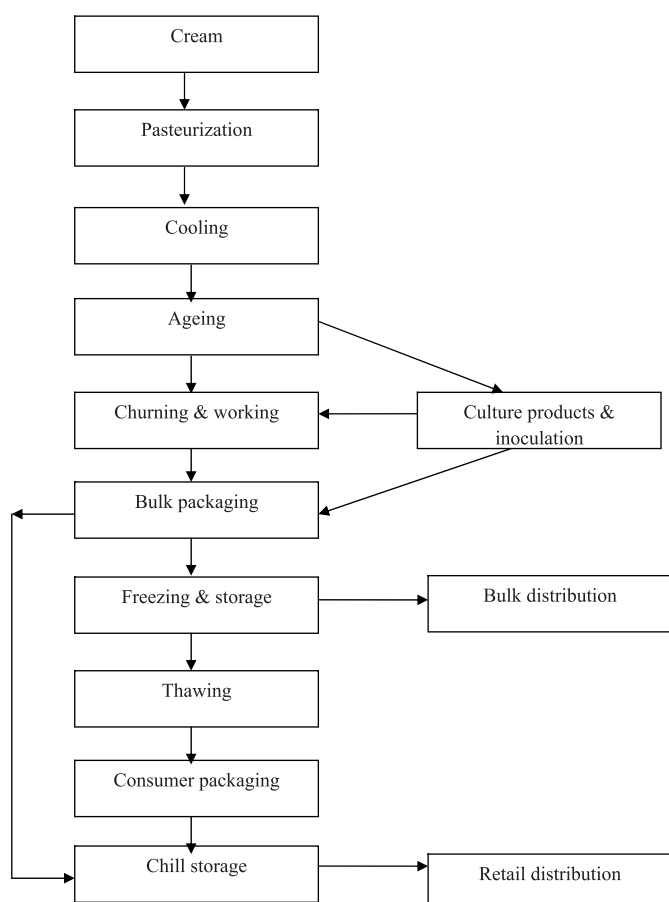 Cream
Pasteurization
Cooling
Ageing
Churning & working
Culture products &
inoculation
Bulk packaging
Freezing & storage
Bulk distribution
Thawing
Consumer packaging
Chill storage
Retail distribution